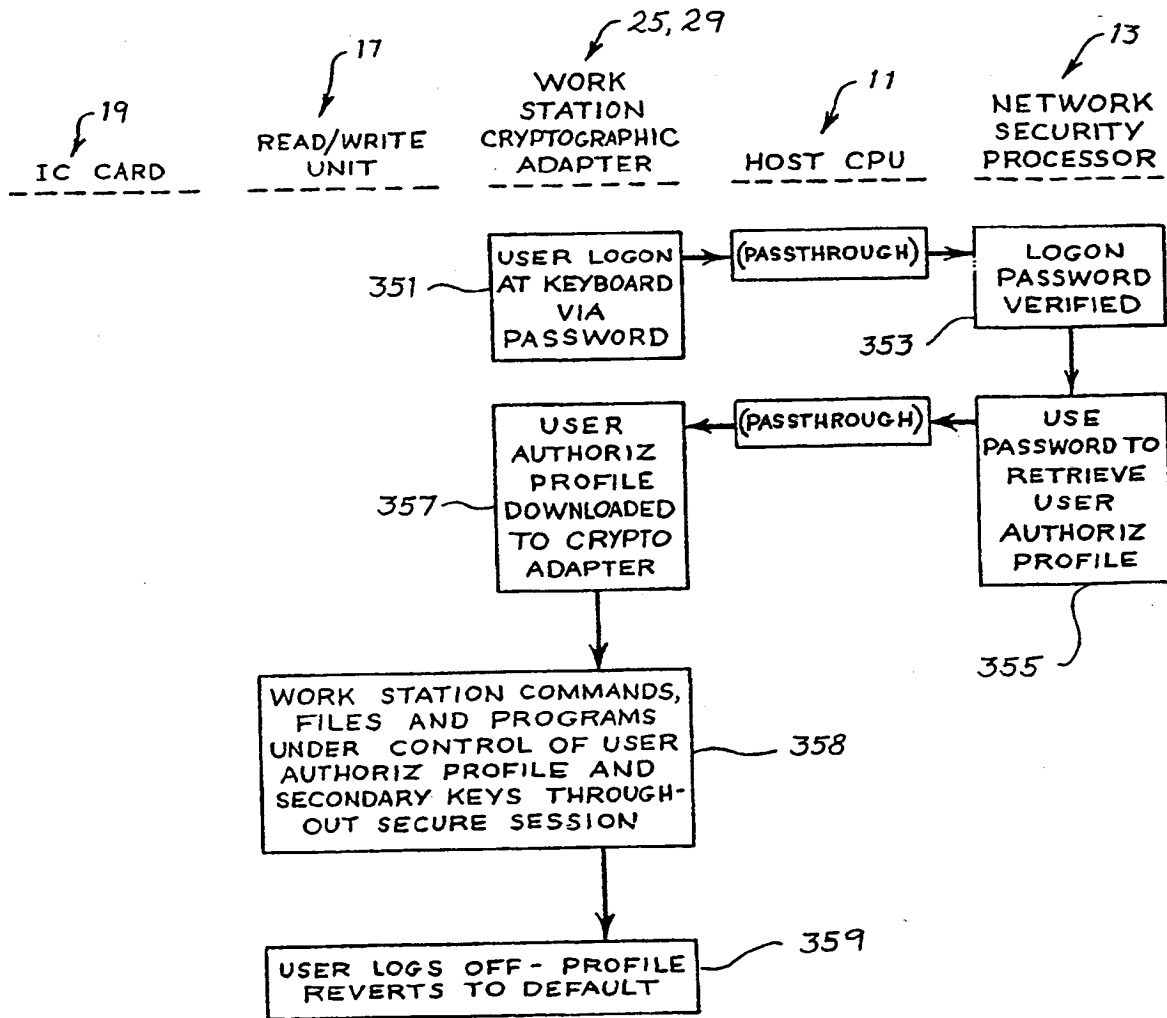 19
IC CARD
17
READ/WRITE
UNIT
25, 29
WORK
STATION
CRYPTOGRAPHIC
ADAPTER
11
HOST CPU
13
NETWORK
SECURITY
PROCESSOR
351
USER LOGON
AT KEYBOARD
VIA
PASSWORD
(PASSTHROUGH)
LOGON
PASSWORD
VERIFIED
353
357
USER
AUTHORIZ
PROFILE
DOWNLOADED
TO CRYPTO
ADAPTER
(PASSTHROUGH)
USE
PASSWORD TO
RETRIEVE
USER
AUTHORIZ
PROFILE
355
WORK STATION COMMANDS,
FILES AND PROGRAMS
UNDER CONTROL OF USER
AUTHORIZ PROFILE AND
SECONDARY KEYS THROUGH-
OUT SECURE SESSION
358
USER LOGS OFF - PROFILE
REVERTS TO DEFAULT
359